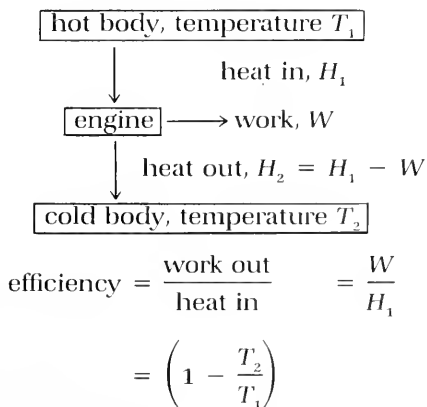 hot body, temperature T₁
heat in, H₁
engine → work, W
heat out, H₂ = H₁ − W
cold body, temperature T₂
efficiency = work out / heat in = W / H₁
= (1 − T₂ / T₁)